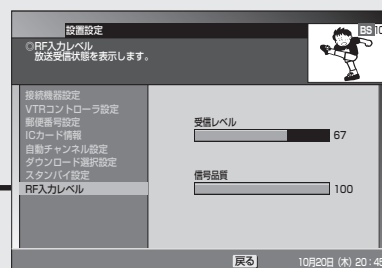 設置設定
◎RF入力レベル
放送受信状態を表示します。
BS
接続機器設定
VTRコントローラ設定
郵便番号設定
ICカード情報
自動チャンネル設定
ダウンロード選択設定
スタンバイ設定
RF入力レベル
受信レベル
67
信号品質
100
戻る
10月20日（木）20：45